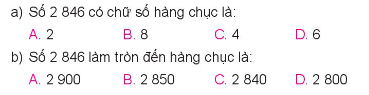 a) Số 2 846 có chữ số hàng chục là:
A. 2 B. 8 C. 4 D. 6
b) Số 2 846 làm tròn đến hàng chục là:
A. 2 900 B. 2 850 C. 2 840 D. 2 800